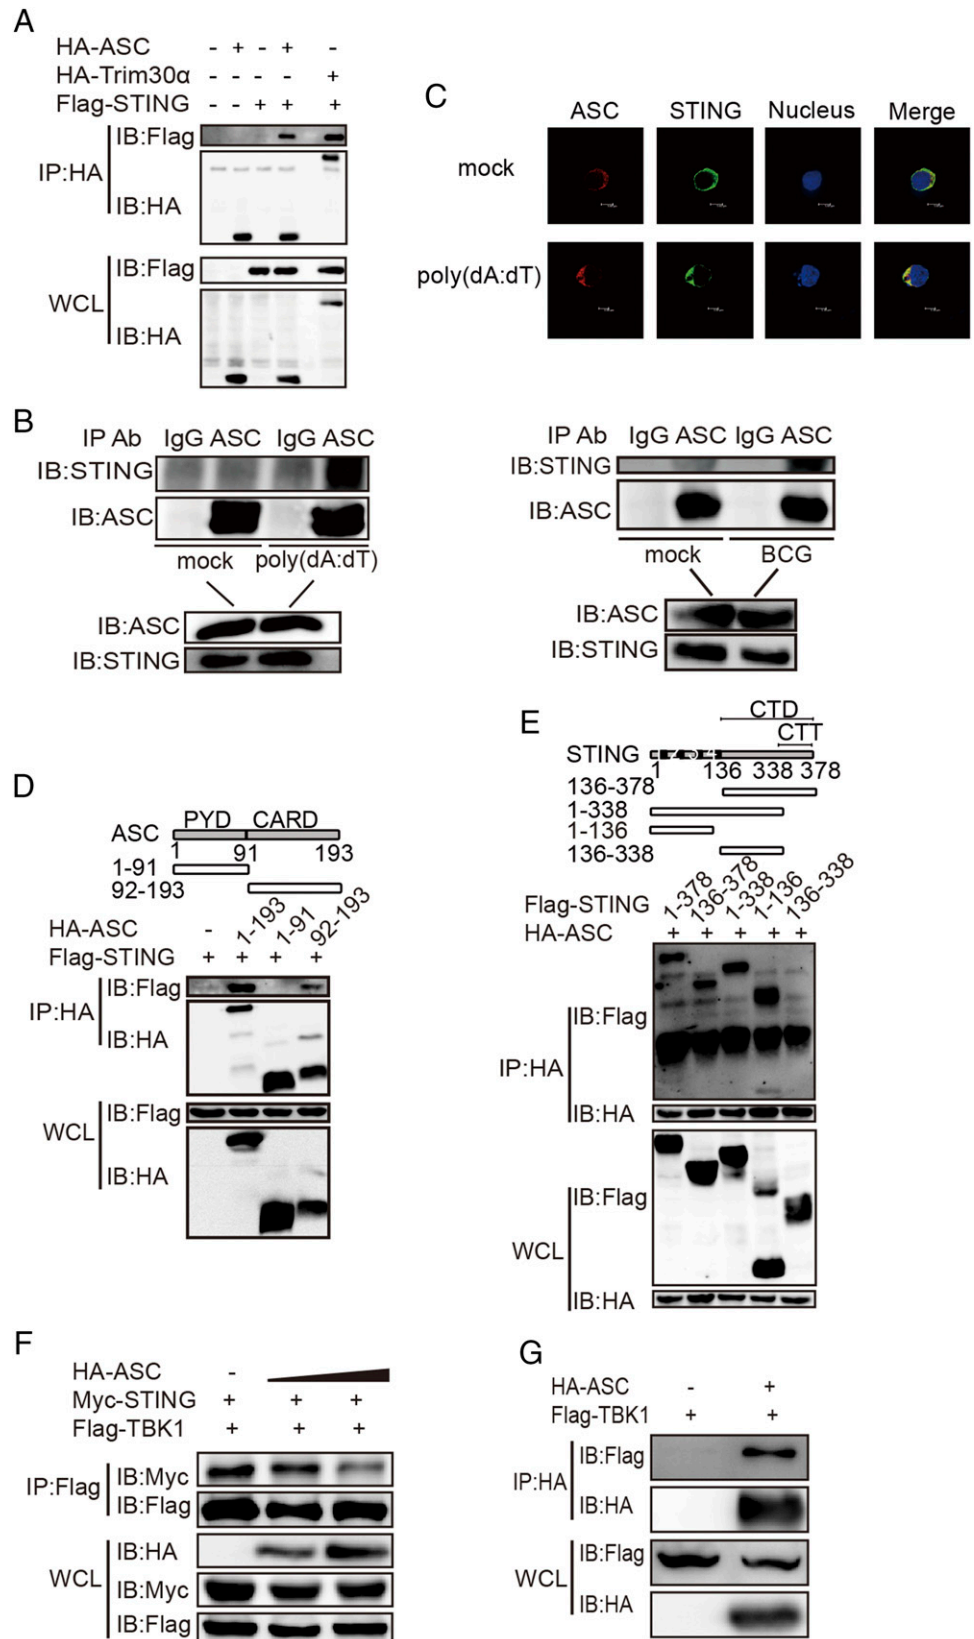 A
HA-ASC - + - + -
HA-Trim30α - - - - +
Flag-STING - - + + +
IP:HA
IB:Flag
IB:HA
WCL
IB:Flag
IB:HA
C
ASC STING Nucleus Merge
mock
poly(dA:dT)
B
IP Ab IgG ASC IgG ASC
IB:STING
IB:ASC
mock poly(dA:dT)
IB:ASC
IB:STING
IP Ab IgG ASC IgG ASC
IB:STING
IB:ASC
mock BCG
IB:ASC
IB:STING
D
PYD CARD
ASC
1 91 193
1-91
92-193
HA-ASC - 1-193 1-91 92-193
Flag-STING + + + +
IP:HA
IB:Flag
IB:HA
WCL
IB:Flag
IB:HA
E
CTD
CTT
STING 1 2 3 4
1 136 338 378
136-378
1-338
1-136
136-338
Flag-STING 1-378 136-378 1-338 1-136 136-338
HA-ASC + + + + +
IP:HA
IB:Flag
IB:HA
WCL
IB:Flag
IB:HA
F
HA-ASC -
Myc-STING + + +
Flag-TBK1 + + +
IP:Flag
IB:Myc
IB:Flag
WCL
IB:HA
IB:Myc
IB:Flag
G
HA-ASC - +
Flag-TBK1 + +
IP:HA
IB:Flag
IB:HA
WCL
IB:Flag
IB:HA